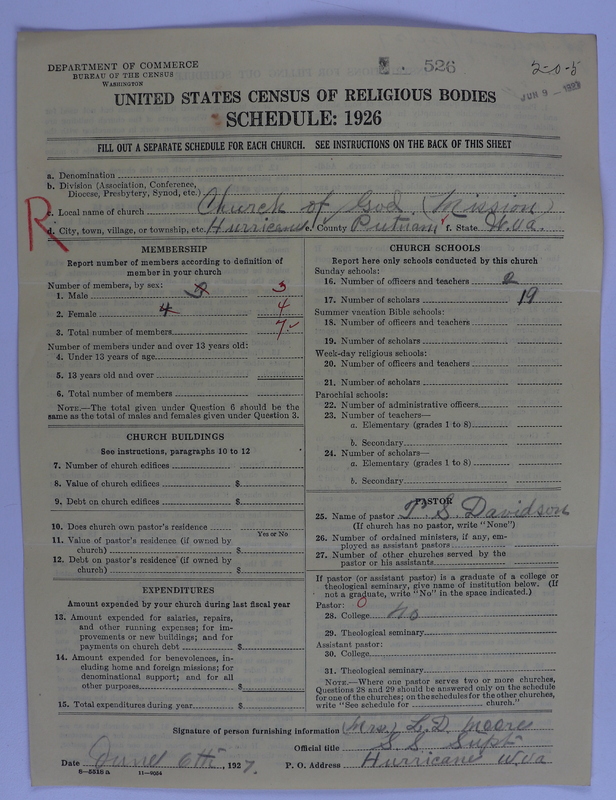 DEPARTMENT OF COMMERCE
BUREAU OF THE CENSUS
WASHINGTON
526
2-0-5
JUN 9 - 1927
UNITED STATES CENSUS OF RELIGIOUS BODIES
SCHEDULE: 1926
FILL OUT A SEPARATE SCHEDULE FOR EACH CHURCH. SEE INSTRUCTIONS ON THE BACK OF THIS SHEET
a. Denomination
b. Division (Association, Conference,
Diocese, Presbytery, Synod, etc.)
R
c. Local name of church Church of God (Mission)
d. City, town, village, or township, etc. Hurricane e. County Putnam f. State W.Va.
MEMBERSHIP
Report number of members according to definition of
member in your church
Number of members, by sex:
1. Male 3 3
2. Female 4 4
3. Total number of members 7
Number of members under and over 13 years old:
4. Under 13 years of age
5. 13 years old and over
6. Total number of members
NOTE.—The total given under Question 6 should be the
same as the total of males and females given under Question 3.
CHURCH BUILDINGS
See instructions, paragraphs 10 to 12
7. Number of church edifices
8. Value of church edifices $
9. Debt on church edifices $
10. Does church own pastor's residence
Yes or No
11. Value of pastor's residence (if owned by
church) $
12. Debt on pastor's residence (if owned by
church) $
EXPENDITURES
Amount expended by your church during last fiscal year
13. Amount expended for salaries, repairs,
and other running expenses; for im-
provements or new buildings; and for
payments on church debt $
14. Amount expended for benevolences, in-
cluding home and foreign missions; for
denominational support; and for all
other purposes $
15. Total expenditures during year $
CHURCH SCHOOLS
Report here only schools conducted by this church
Sunday schools:
16. Number of officers and teachers 2
17. Number of scholars 19
Summer vacation Bible schools:
18. Number of officers and teachers
19. Number of scholars
Week-day religious schools:
20. Number of officers and teachers
21. Number of scholars
Parochial schools:
22. Number of administrative officers
23. Number of teachers—
a. Elementary (grades 1 to 8)
b. Secondary
24. Number of scholars—
a. Elementary (grades 1 to 8)
b. Secondary
PASTOR
25. Name of pastor T. S. Davidson
(If church has no pastor, write "None")
26. Number of ordained ministers, if any, em-
ployed as assistant pastors
27. Number of other churches served by the
pastor or his assistants
If pastor (or assistant pastor) is a graduate of a college or
theological seminary, give name of institution below. (If
not a graduate, write "No" in the space indicated.)
Pastor: 0
28. College no
29. Theological seminary
Assistant pastor:
30. College
31. Theological seminary
NOTE.—Where one pastor serves two or more churches,
Questions 28 and 29 should be answered only on the schedule
for one of the churches; on the schedules for the other churches,
write "See schedule for church."
Signature of person furnishing information (Mrs.) L. D. Moore
Official title S. S. Supt
Date June 6th, 1927. P. O. Address Hurricane W.Va
8—5518a 11—9054